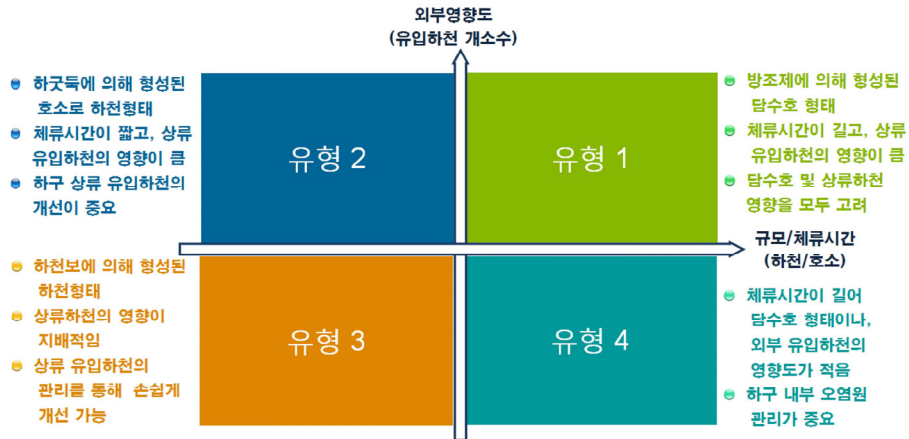 외부영향도
(유입하천 개소수)
하굿둑에 의해 형성된
호소로 하천형태
체류시간이 짧고, 상류
유입하천의 영향이 큼
하구 상류 유입하천의
개선이 중요
유형 2
유형 1
방조제에 의해 형성된
담수호 형태
체류시간이 길고, 상류
유입하천의 영향이 큼
담수호 및 상류하천
영향을 모두 고려
규모/체류시간
(하천/호소)
하천보에 의해 형성된
하천형태
상류하천의 영향이
지배적임
상류 유입하천의
관리를 통해 손쉽게
개선 가능
유형 3
유형 4
체류시간이 길어
담수호 형태이나,
외부 유입하천의
영향도가 적음
하구 내부 오염원
관리가 중요